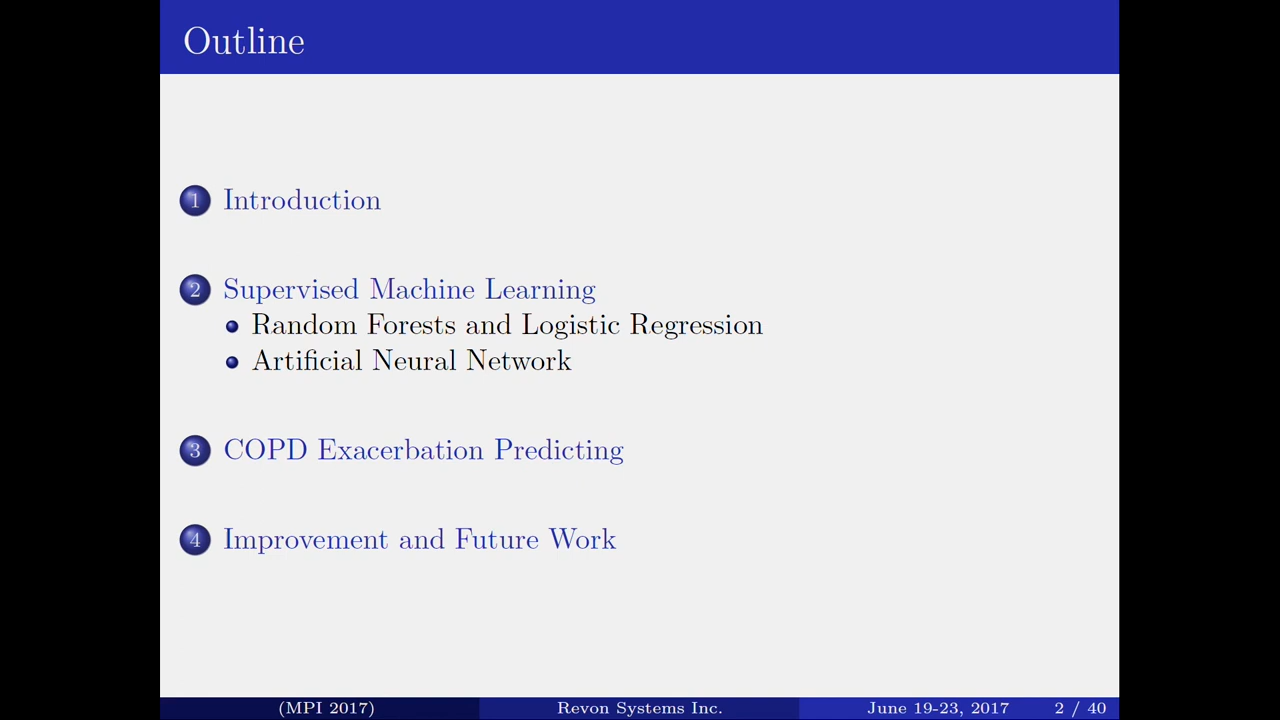 Outline
1 Introduction
2 Supervised Machine Learning
Random Forests and Logistic Regression
Artificial Neural Network
3 COPD Exacerbation Predicting
4 Improvement and Future Work
(MPI 2017) Revon Systems Inc. June 19-23, 2017 2 / 40